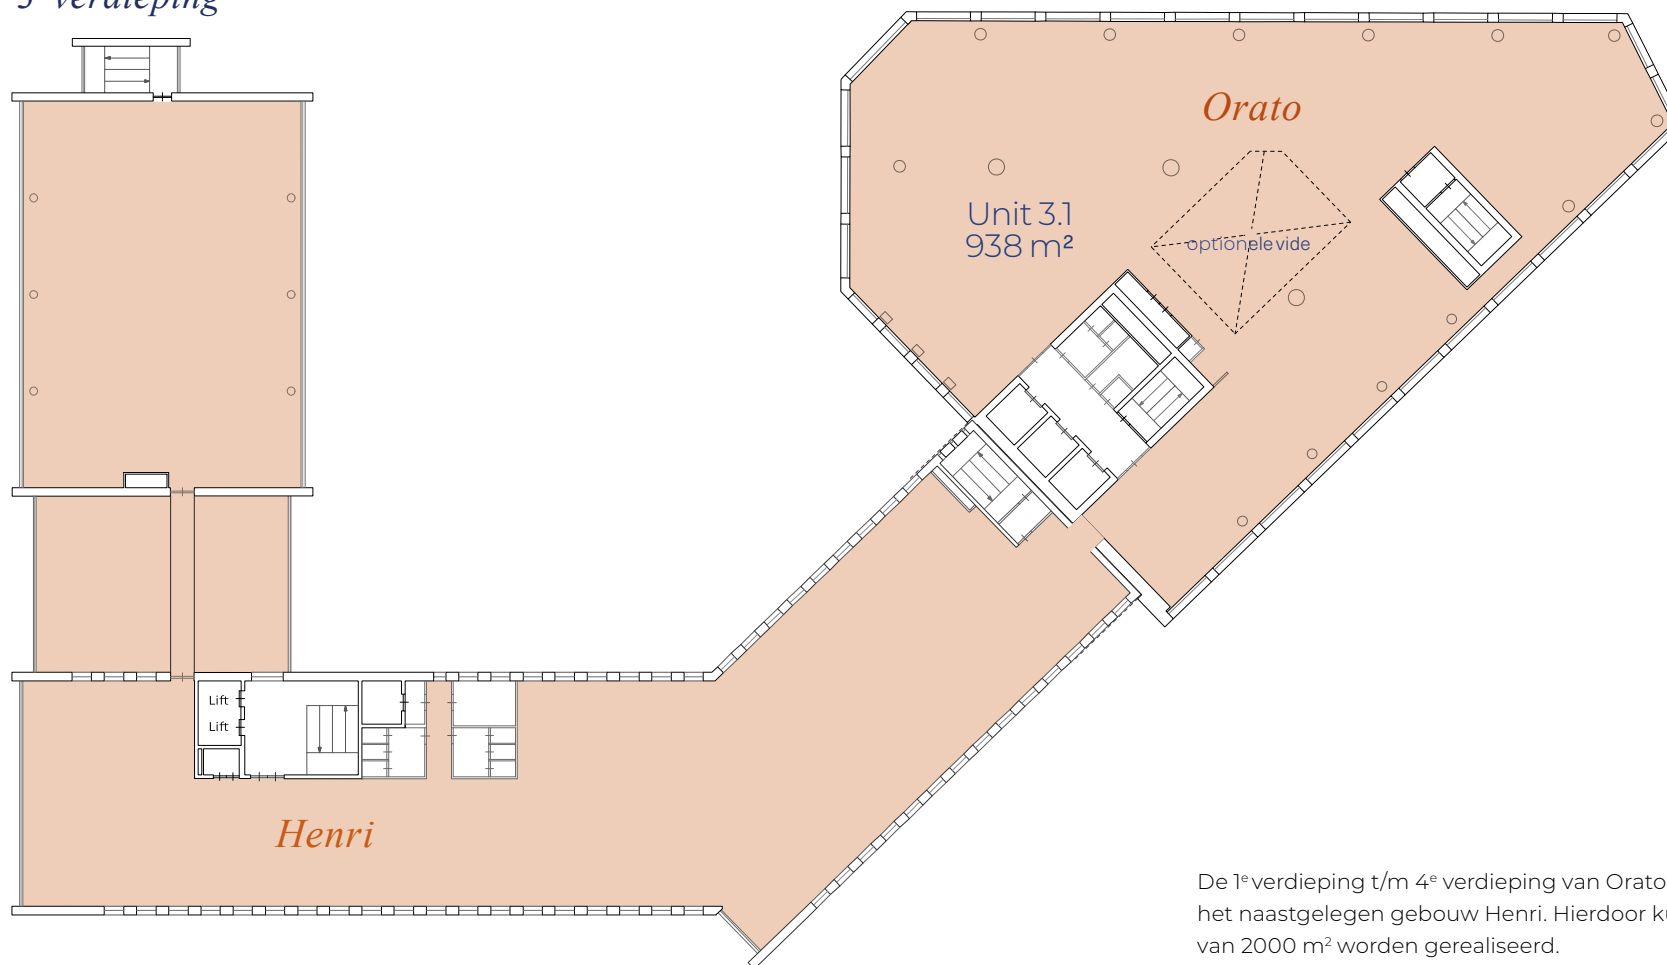 verdieping
Orato
Unit 3.1
938 m²
optionele vide
Lift
Lift
Henri
De 1ᵉ verdieping t/m 4ᵉ verdieping van Orato
het naastgelegen gebouw Henri. Hierdoor
van 2000 m² worden gerealiseerd.